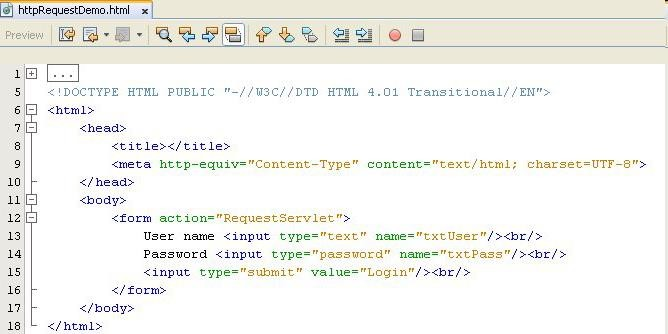 httpRequestDemo.html x
Preview
1 ...
5 <!DOCTYPE HTML PUBLIC "-//W3C//DTD HTML 4.01 Transitional//EN">
6 <html>
7 <head>
8 <title></title>
9 <meta http-equiv="Content-Type" content="text/html; charset=UTF-8">
10 </head>
11 <body>
12 <form action="RequestServlet">
13 User name <input type="text" name="txtUser"/><br/>
14 Password <input type="password" name="txtPass"/><br/>
15 <input type="submit" value="Login"/><br/>
16 </form>
17 </body>
18 </html>